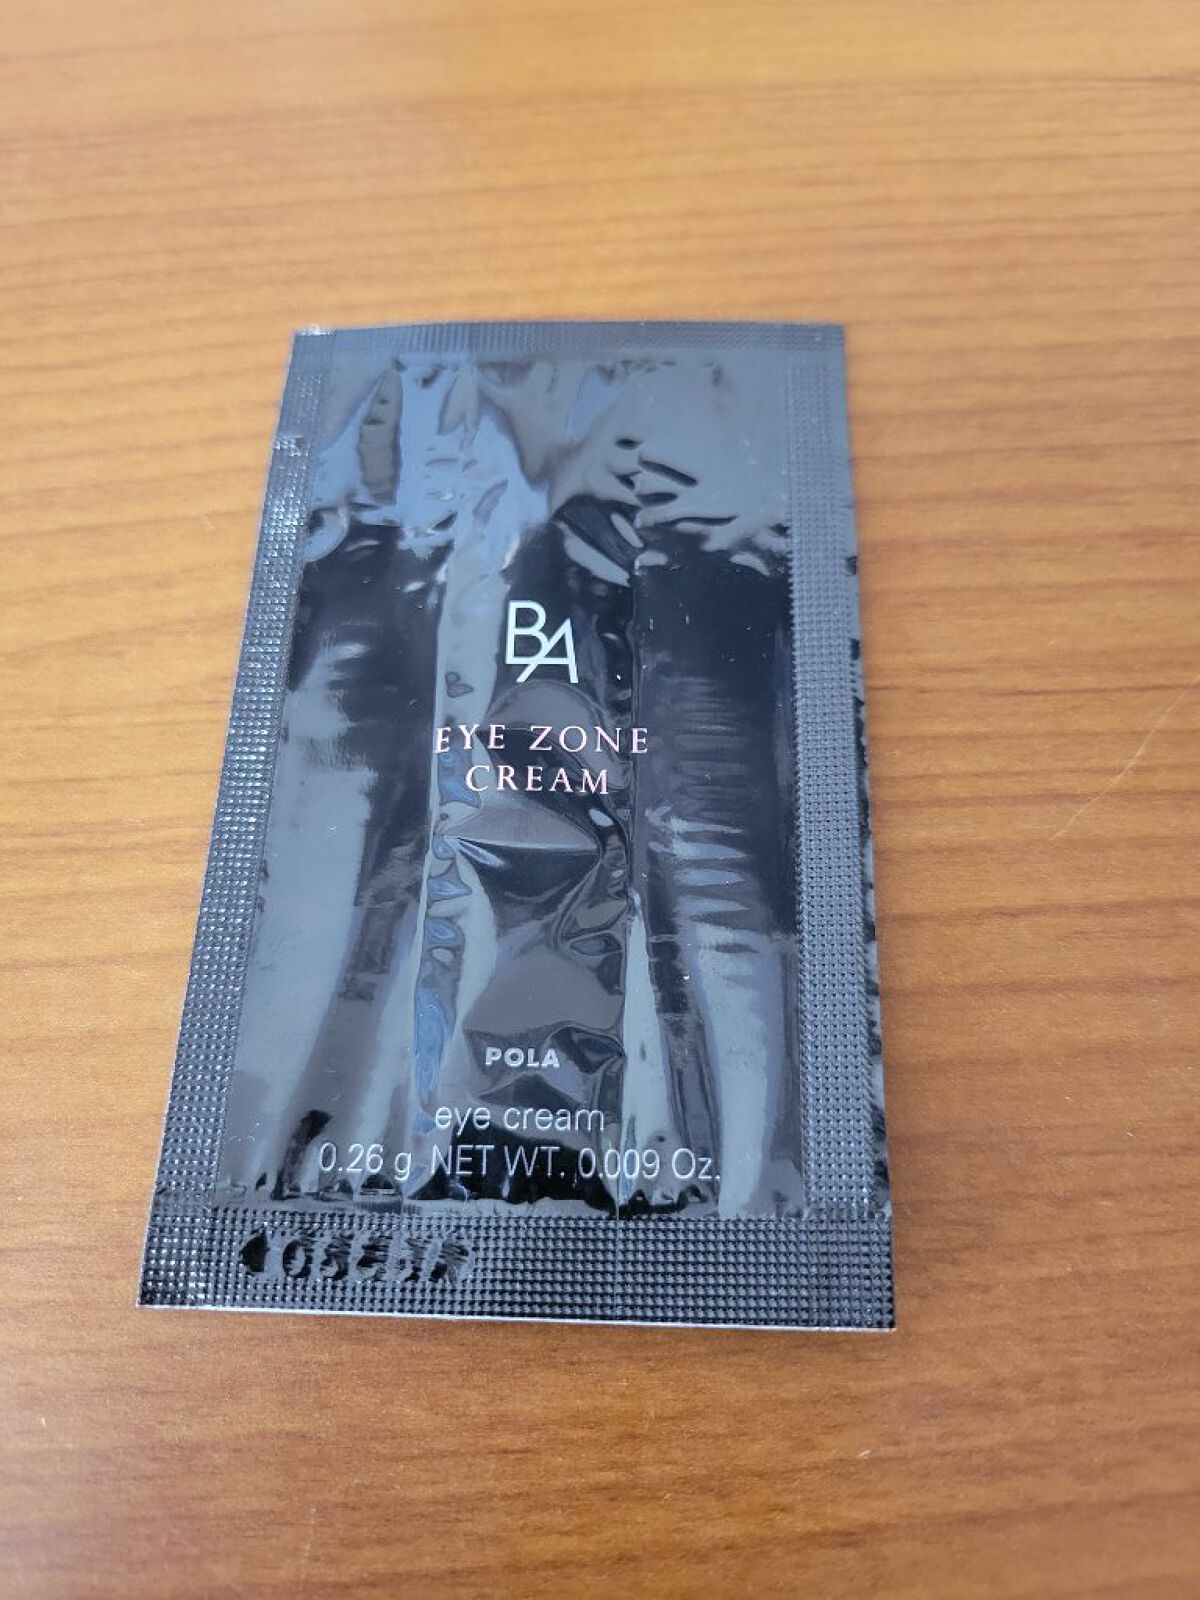 BA
EYE ZONE
CREAM
POLA
eye cream
0.26 g NET WT. 0.009 Oz.